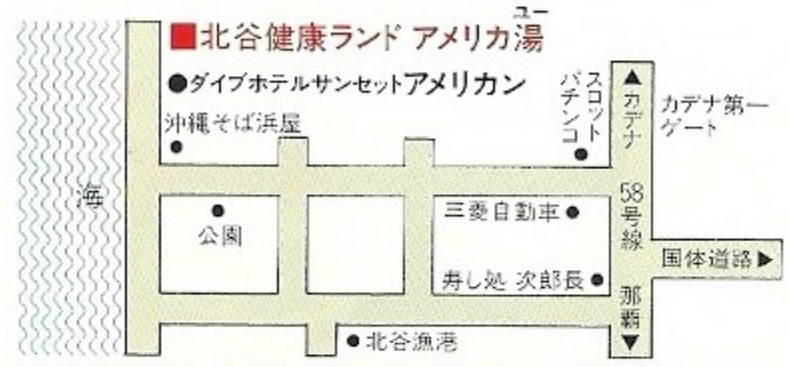 ユー
■北谷健康ランド アメリカ湯
●ダイブホテルサンセットアメリカン
沖縄そば浜屋
スロット
パチンコ
▲カデナ
カデナ第一
ゲート
海
公園
三菱自動車
58号線
国体道路▶
寿し処 次郎長
那覇▼
北谷漁港